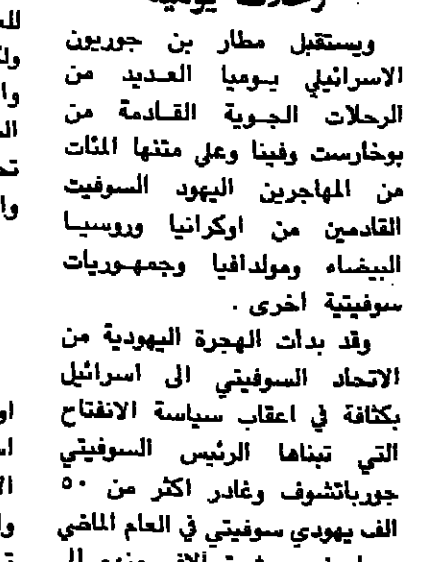 رحلات يومية
ويستقبل مطار بن جوريون
الاسرائيلي يوميا العديد من
الرحلات الجوية القادمة من
بوخارست وفينا وعلى متنها المئات
من المهاجرين اليهود السوفيت
القادمين من اوكرانيا وروسيا
البيضاء ومولدافيا وجمهوريات
سوفيتية اخرى .
وقد بدات الهجرة اليهودية من
الاتحاد السوفيتي الى اسرائيل
بكثافة في اعقاب سياسة الانفتاح
التي تبناها الرئيس السوفيتي
جورباتشوف وغادر اكثر من ٥٠
الف يهودي سوفيتي في العام الماضي